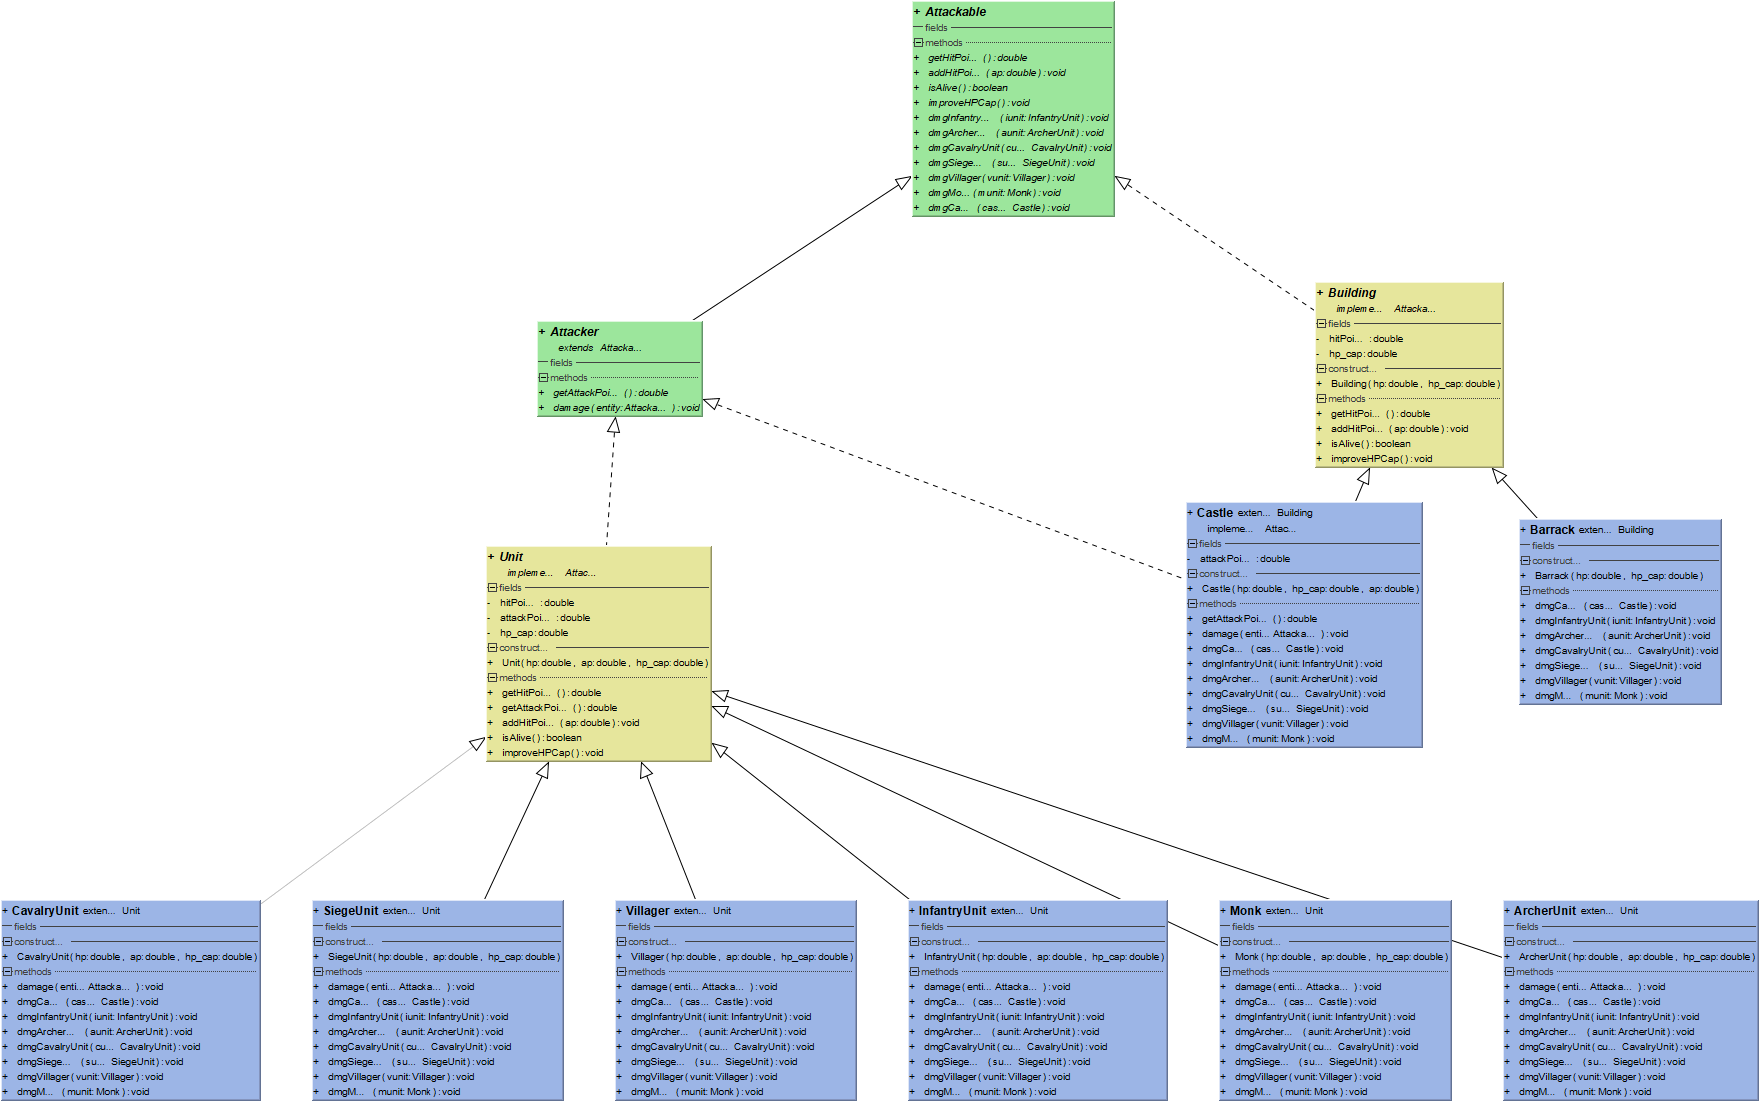 + Attackable
fields
methods
+ getHitPoi... () : double
+ addHitPoi... (ap: double) : void
+ isAlive() : boolean
+ improveHPCap() : void
+ dmgInfantry... (iunit: InfantryUnit) : void
+ dmgArcher... (aunit: ArcherUnit) : void
+ dmgCavalryUnit(cu... CavalryUnit) : void
+ dmgSiege... (su... SiegeUnit) : void
+ dmgVillager(vunit: Villager) : void
+ dmgMo... (munit: Monk) : void
+ dmgCa... (cas... Castle) : void
+ Building
impleme... Attacka...
fields
- hitPoi... : double
- hp_cap: double
construct...
+ Building(hp: double, hp_cap: double)
methods
+ getHitPoi... () : double
+ addHitPoi... (ap: double) : void
+ isAlive() : boolean
+ improveHPCap() : void
+ Attacker
extends Attacka...
fields
methods
+ getAttackPoi... () : double
+ damage(entity: Attacka... ) : void
+ Castle exten... Building
impleme... Attac...
fields
- attackPoi... : double
construct...
+ Castle(hp: double, hp_cap: double, ap: double)
methods
+ getAttackPoi... () : double
+ damage(enti... Attacka... ) : void
+ dmgCa... (cas... Castle) : void
+ dmgInfantryUnit(iunit: InfantryUnit) : void
+ dmgArcher... (aunit: ArcherUnit) : void
+ dmgCavalryUnit(cu... CavalryUnit) : void
+ dmgSiege... (su... SiegeUnit) : void
+ dmgVillager(vunit: Villager) : void
+ dmgM... (munit: Monk) : void
+ Barrack exten... Building
fields
construct...
+ Barrack(hp: double, hp_cap: double)
methods
+ dmgCa... (cas... Castle) : void
+ dmgInfantryUnit(iunit: InfantryUnit) : void
+ dmgArcher... (aunit: ArcherUnit) : void
+ dmgCavalryUnit(cu... CavalryUnit) : void
+ dmgSiege... (su... SiegeUnit) : void
+ dmgVillager(vunit: Villager) : void
+ dmgM... (munit: Monk) : void
+ Unit
impleme... Attac...
fields
- hitPoi... : double
- attackPoi... : double
- hp_cap: double
construct...
+ Unit(hp: double, ap: double, hp_cap: double)
methods
+ getHitPoi... () : double
+ getAttackPoi... () : double
+ addHitPoi... (ap: double) : void
+ isAlive() : boolean
+ improveHPCap() : void
+ CavalryUnit exten... Unit
fields
construct...
+ CavalryUnit(hp: double, ap: double, hp_cap: double)
methods
+ damage(enti... Attacka... ) : void
+ dmgCa... (cas... Castle) : void
+ dmgInfantryUnit(iunit: InfantryUnit) : void
+ dmgArcher... (aunit: ArcherUnit) : void
+ dmgCavalryUnit(cu... CavalryUnit) : void
+ dmgSiege... (su... SiegeUnit) : void
+ dmgVillager(vunit: Villager) : void
+ dmgM... (munit: Monk) : void
+ SiegeUnit exten... Unit
fields
construct...
+ SiegeUnit(hp: double, ap: double, hp_cap: double)
methods
+ damage(enti... Attacka... ) : void
+ dmgCa... (cas... Castle) : void
+ dmgInfantryUnit(iunit: InfantryUnit) : void
+ dmgArcher... (aunit: ArcherUnit) : void
+ dmgCavalryUnit(cu... CavalryUnit) : void
+ dmgSiege... (su... SiegeUnit) : void
+ dmgVillager(vunit: Villager) : void
+ dmgM... (munit: Monk) : void
+ Villager exten... Unit
fields
construct...
+ Villager(hp: double, ap: double, hp_cap: double)
methods
+ damage(enti... Attacka... ) : void
+ dmgCa... (cas... Castle) : void
+ dmgInfantryUnit(iunit: InfantryUnit) : void
+ dmgArcher... (aunit: ArcherUnit) : void
+ dmgCavalryUnit(cu... CavalryUnit) : void
+ dmgSiege... (su... SiegeUnit) : void
+ dmgVillager(vunit: Villager) : void
+ dmgM... (munit: Monk) : void
+ InfantryUnit exten... Unit
fields
construct...
+ InfantryUnit(hp: double, ap: double, hp_cap: double)
methods
+ damage(enti... Attacka... ) : void
+ dmgCa... (cas... Castle) : void
+ dmgInfantryUnit(iunit: InfantryUnit) : void
+ dmgArcher... (aunit: ArcherUnit) : void
+ dmgCavalryUnit(cu... CavalryUnit) : void
+ dmgSiege... (su... SiegeUnit) : void
+ dmgVillager(vunit: Villager) : void
+ dmgM... (munit: Monk) : void
+ Monk exten... Unit
fields
construct...
+ Monk(hp: double, ap: double, hp_cap: double)
methods
+ damage(enti... Attacka... ) : void
+ dmgCa... (cas... Castle) : void
+ dmgInfantryUnit(iunit: InfantryUnit) : void
+ dmgArcher... (aunit: ArcherUnit) : void
+ dmgCavalryUnit(cu... CavalryUnit) : void
+ dmgSiege... (su... SiegeUnit) : void
+ dmgVillager(vunit: Villager) : void
+ dmgM... (munit: Monk) : void
+ ArcherUnit exten... Unit
fields
construct...
+ ArcherUnit(hp: double, ap: double, hp_cap: double)
methods
+ damage(enti... Attacka... ) : void
+ dmgCa... (cas... Castle) : void
+ dmgInfantryUnit(iunit: InfantryUnit) : void
+ dmgArcher... (aunit: ArcherUnit) : void
+ dmgCavalryUnit(cu... CavalryUnit) : void
+ dmgSiege... (su... SiegeUnit) : void
+ dmgVillager(vunit: Villager) : void
+ dmgM... (munit: Monk) : void